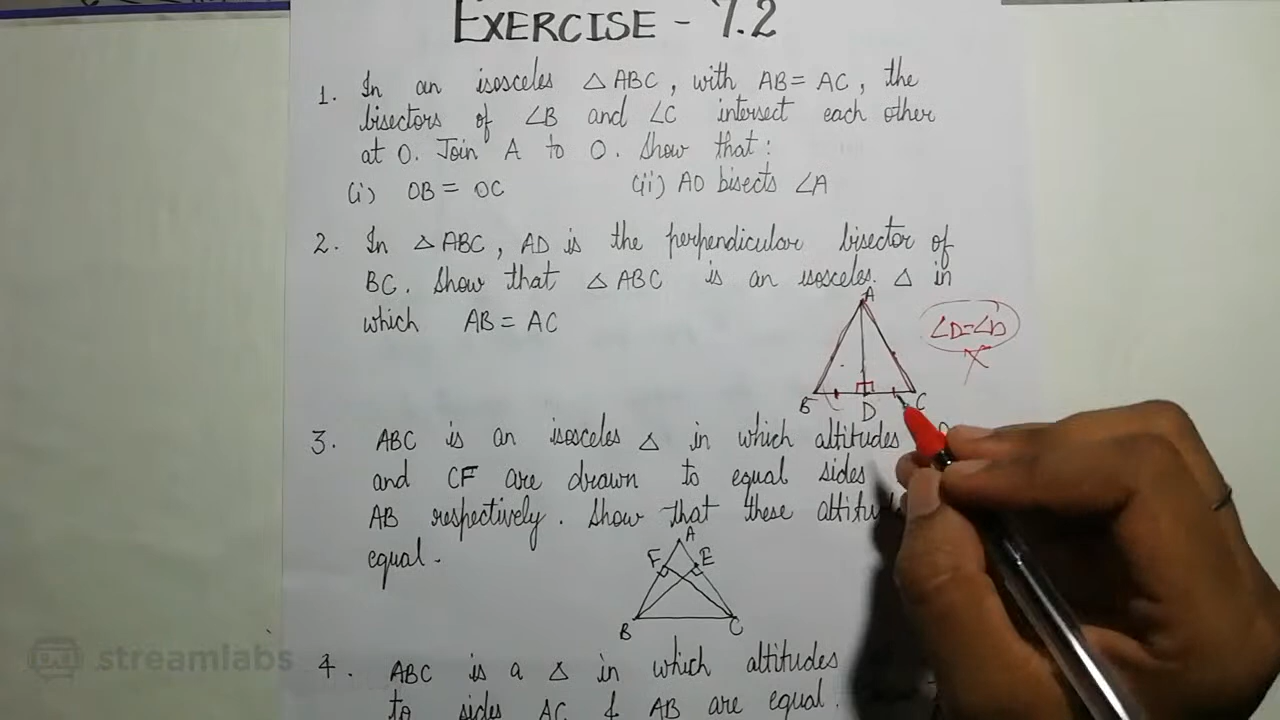 EXERCISE - 7.2
1. In an isosceles △ ABC, with AB = AC, the
bisectors of ∠B and ∠C intersect each other
at O. Join A to O. Show that:
(i) OB = OC (ii) AO bisects ∠A
2. In △ ABC, AD is the perpendicular bisector of
BC. Show that △ ABC is an isosceles. △ in
which AB = AC
A
∠D=∠D
B D C
3. ABC is an isosceles △ in which altitudes
and CF are drawn to equal sides
AB respectively. Show that these
equal.
A
F E
B C
4. ABC is a △ in which altitudes
to sides AC & AB are equal.
streamlabs